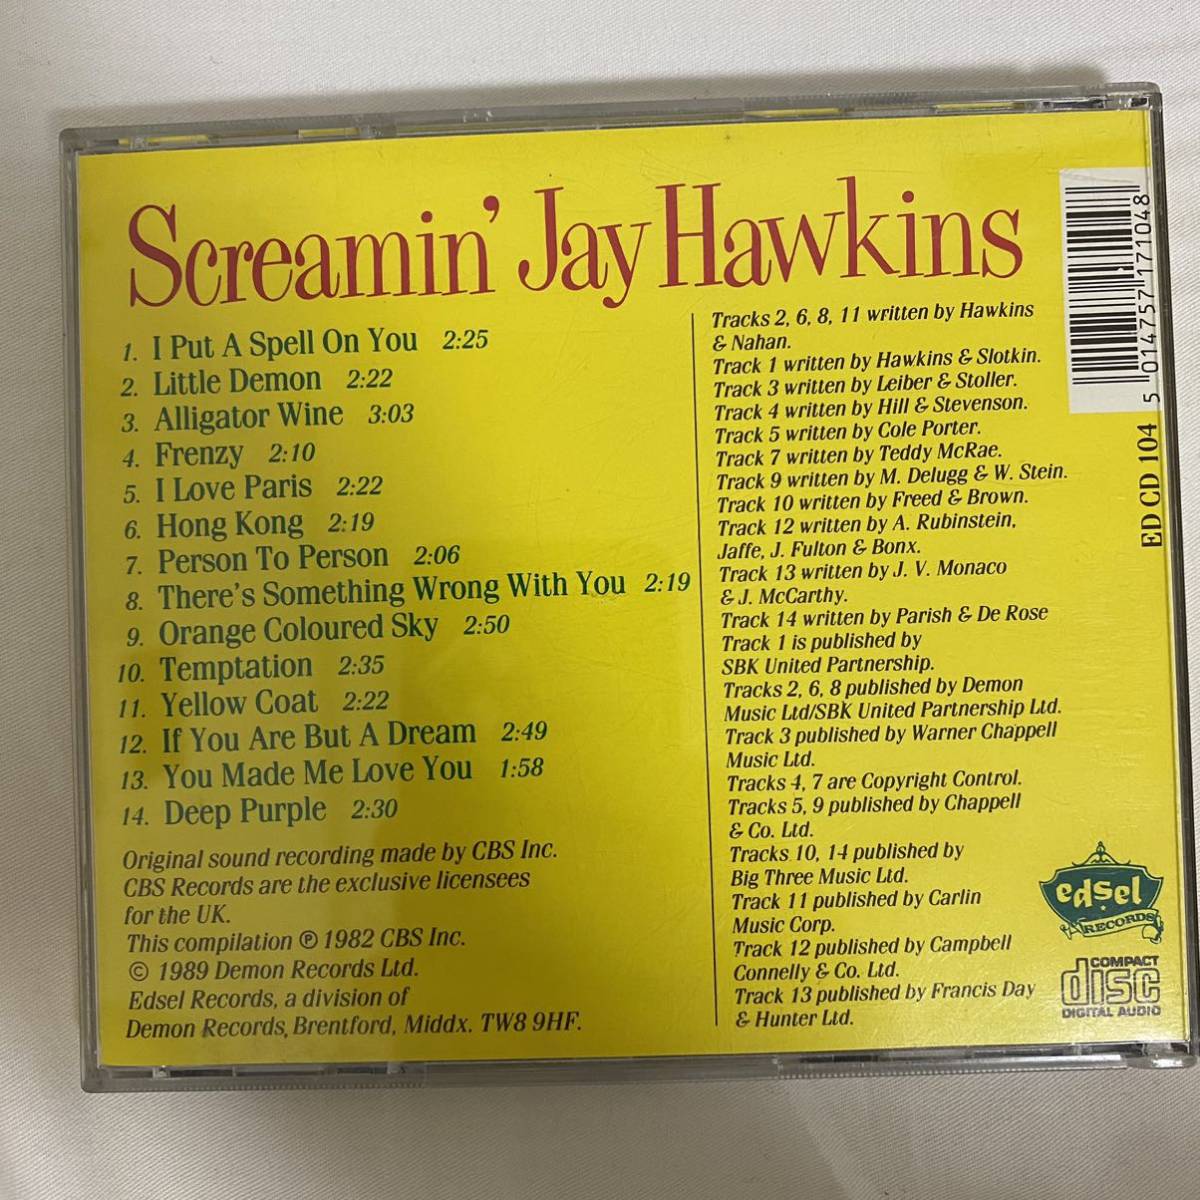 Screamin' Jay Hawkins
1. I Put A Spell On You 2:25
2. Little Demon 2:22
3. Alligator Wine 3:03
4. Frenzy 2:10
5. I Love Paris 2:22
6. Hong Kong 2:19
7. Person To Person 2:06
8. There's Something Wrong With You 2:19
9. Orange Coloured Sky 2:50
10. Temptation 2:35
11. Yellow Coat 2:22
12. If You Are But A Dream 2:49
13. You Made Me Love You 1:58
14. Deep Purple 2:30
Original sound recording made by CBS Inc.
CBS Records are the exclusive licensees
for the UK.
This compilation ℗ 1982 CBS Inc.
© 1989 Demon Records Ltd.
Edsel Records, a division of
Demon Records, Brentford, Middx. TW8 9HF.
Tracks 2, 6, 8, 11 written by Hawkins
& Nahan.
Track 1 written by Hawkins & Slotkin.
Track 3 written by Leiber & Stoller.
Track 4 written by Hill & Stevenson.
Track 5 written by Cole Porter.
Track 7 written by Teddy McRae.
Track 9 written by M. Delugg & W. Stein.
Track 10 written by Freed & Brown.
Track 12 written by A. Rubinstein,
Jaffe, J. Fulton & Bonx.
Track 13 written by J. V. Monaco
& J. McCarthy.
Track 14 written by Parish & De Rose
Track 1 is published by
SBK United Partnership.
Tracks 2, 6, 8 published by Demon
Music Ltd/SBK United Partnership Ltd.
Track 3 published by Warner Chappell
Music Ltd.
Tracks 4, 7 are Copyright Control.
Tracks 5, 9 published by Chappell
& Co. Ltd.
Tracks 10, 14 published by
Big Three Music Ltd.
Track 11 published by Carlin
Music Corp.
Track 12 published by Campbell
Connelly & Co. Ltd.
Track 13 published by Francis Day
& Hunter Ltd.
5 014757 171048
ED CD 104
edsel
RECORDS
COMPACT
disc
DIGITAL AUDIO